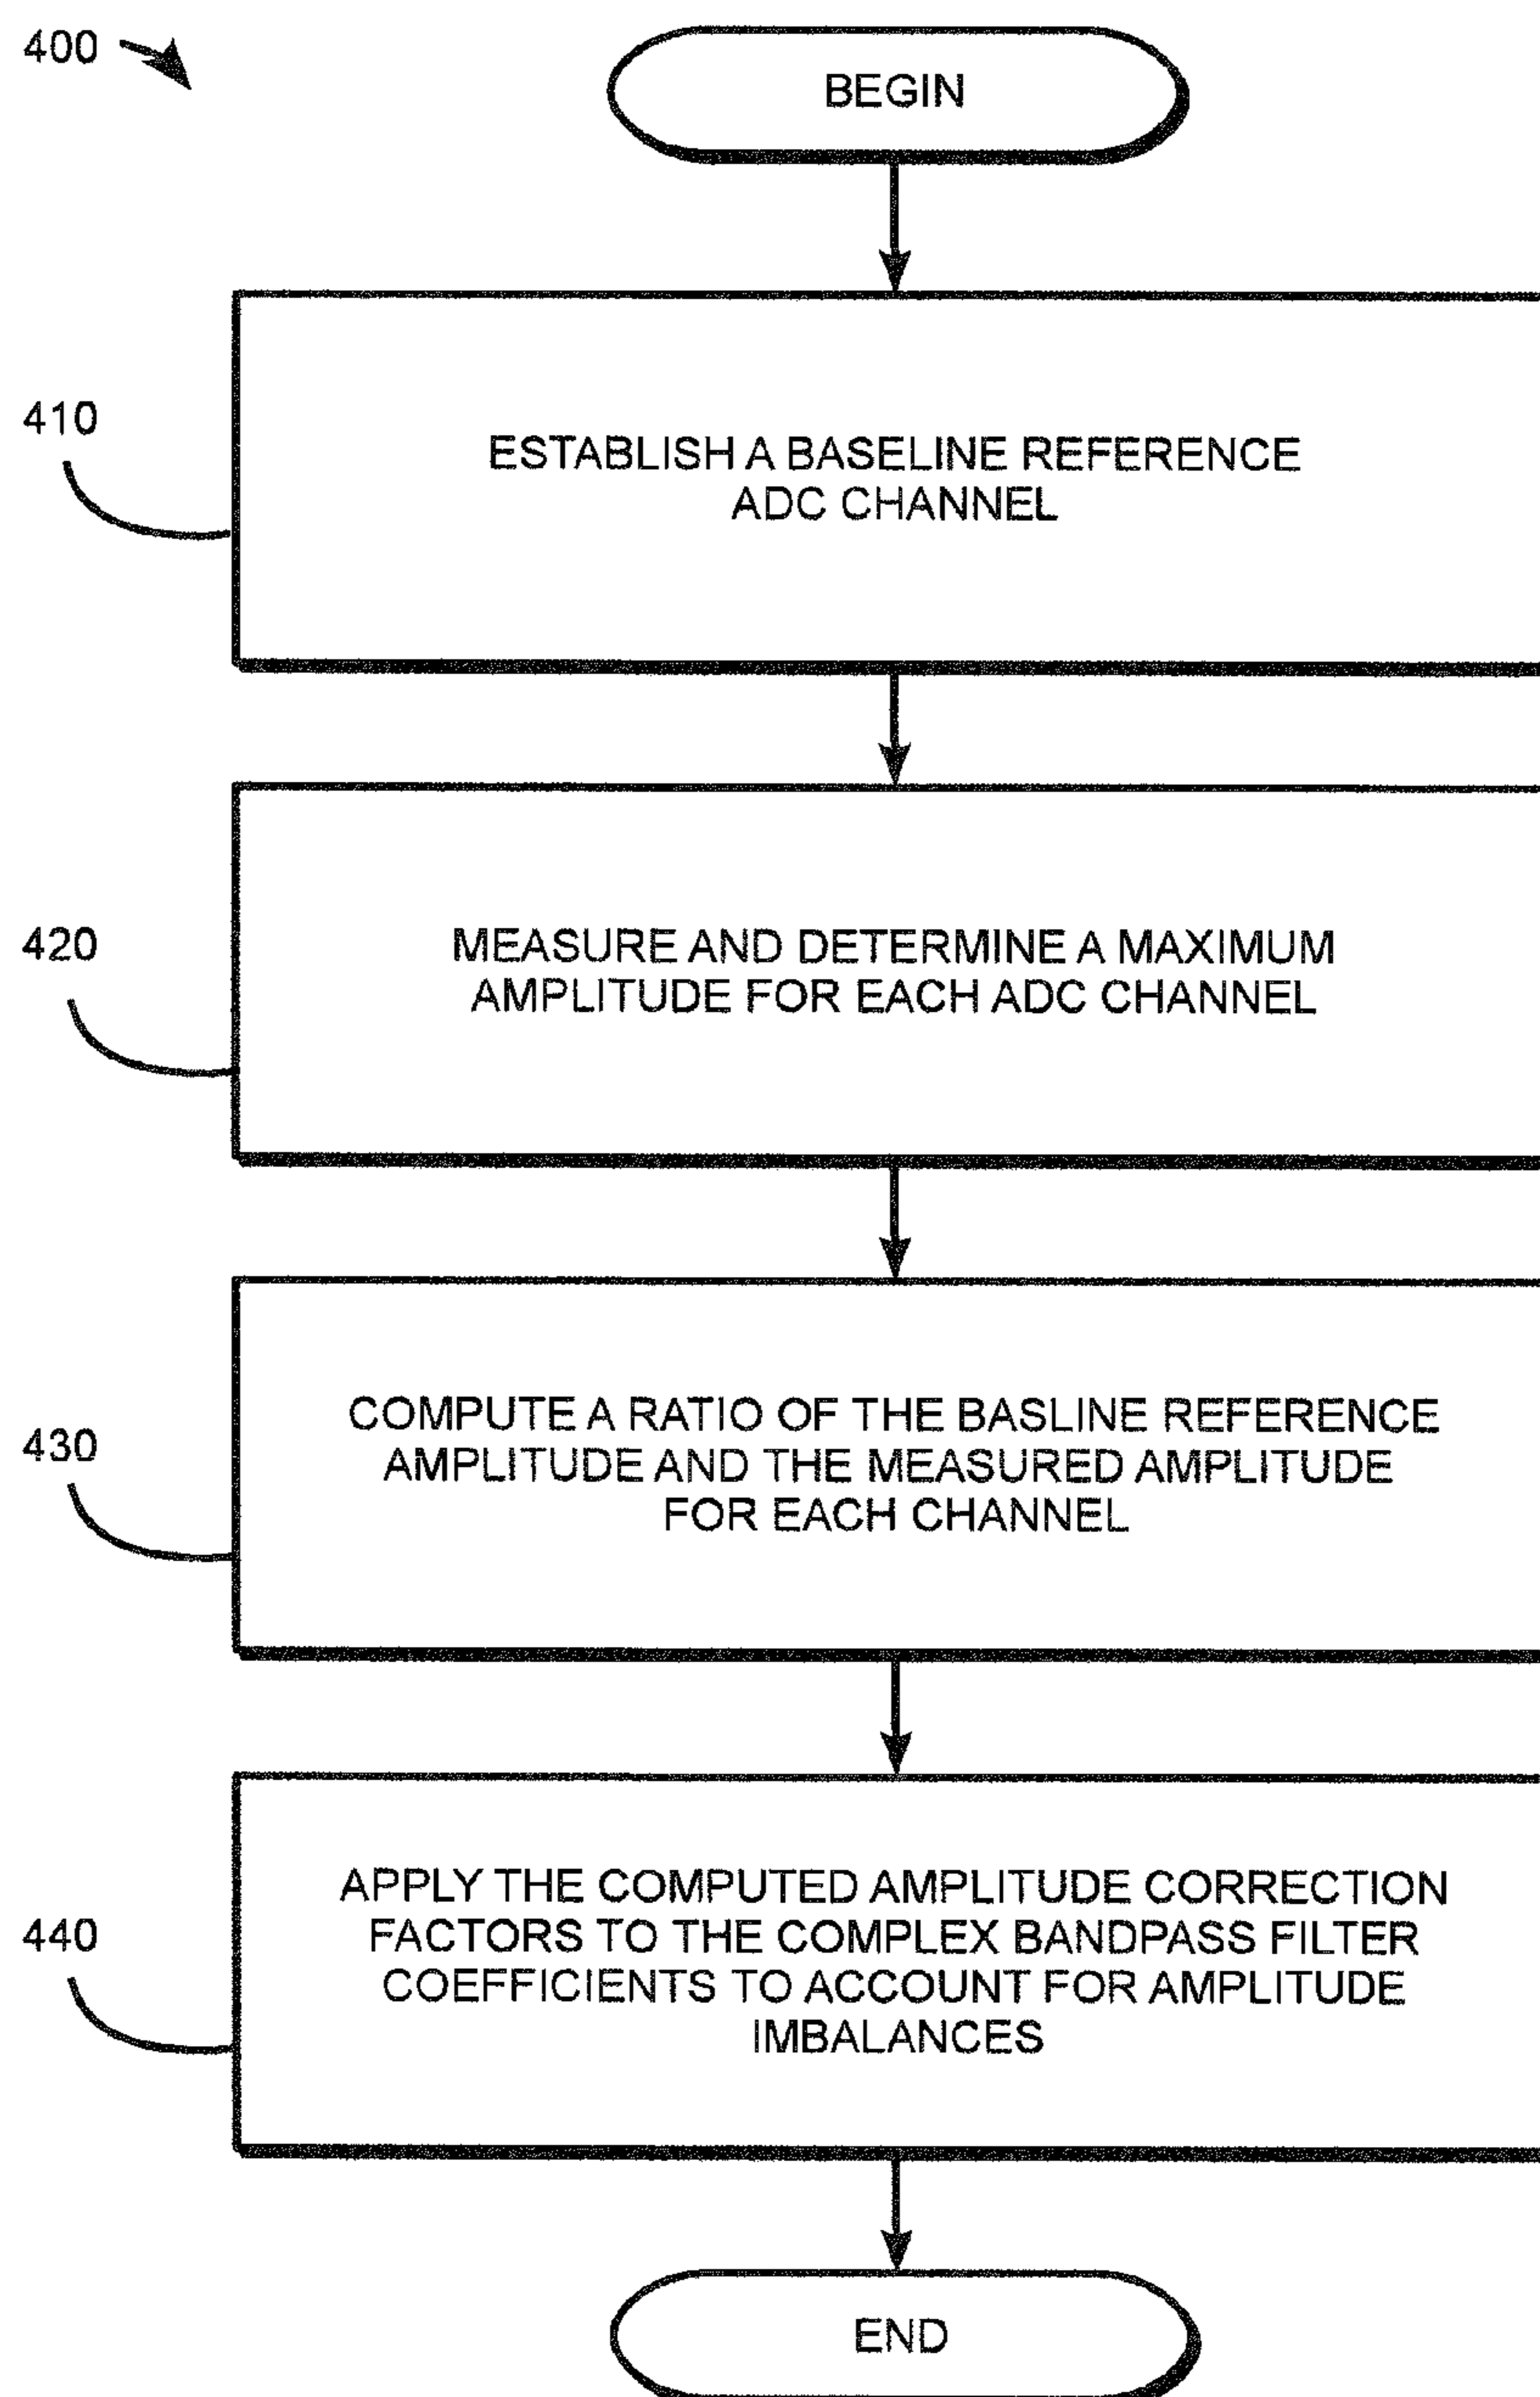 400
BEGIN
410
ESTABLISH A BASELINE REFERENCE
ADC CHANNEL
420
MEASURE AND DETERMINE A MAXIMUM
AMPLITUDE FOR EACH ADC CHANNEL
430
COMPUTE A RATIO OF THE BASLINE REFERENCE
AMPLITUDE AND THE MEASURED AMPLITUDE
FOR EACH CHANNEL
440
APPLY THE COMPUTED AMPLITUDE CORRECTION
FACTORS TO THE COMPLEX BANDPASS FILTER
COEFFICIENTS TO ACCOUNT FOR AMPLITUDE
IMBALANCES
END